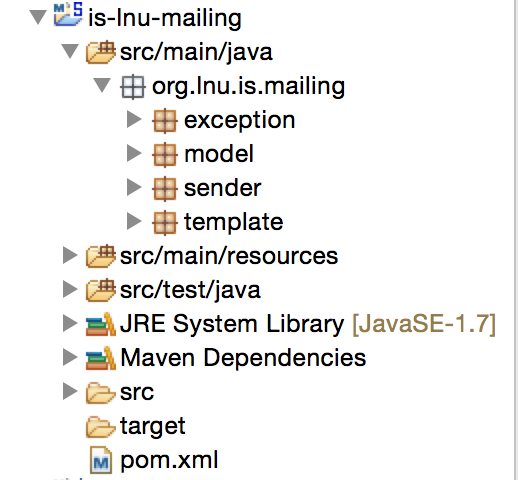 is-lnu-mailing
src/main/java
org.lnu.is.mailing
exception
model
sender
template
src/main/resources
src/test/java
JRE System Library [JavaSE-1.7]
Maven Dependencies
src
target
pom.xml